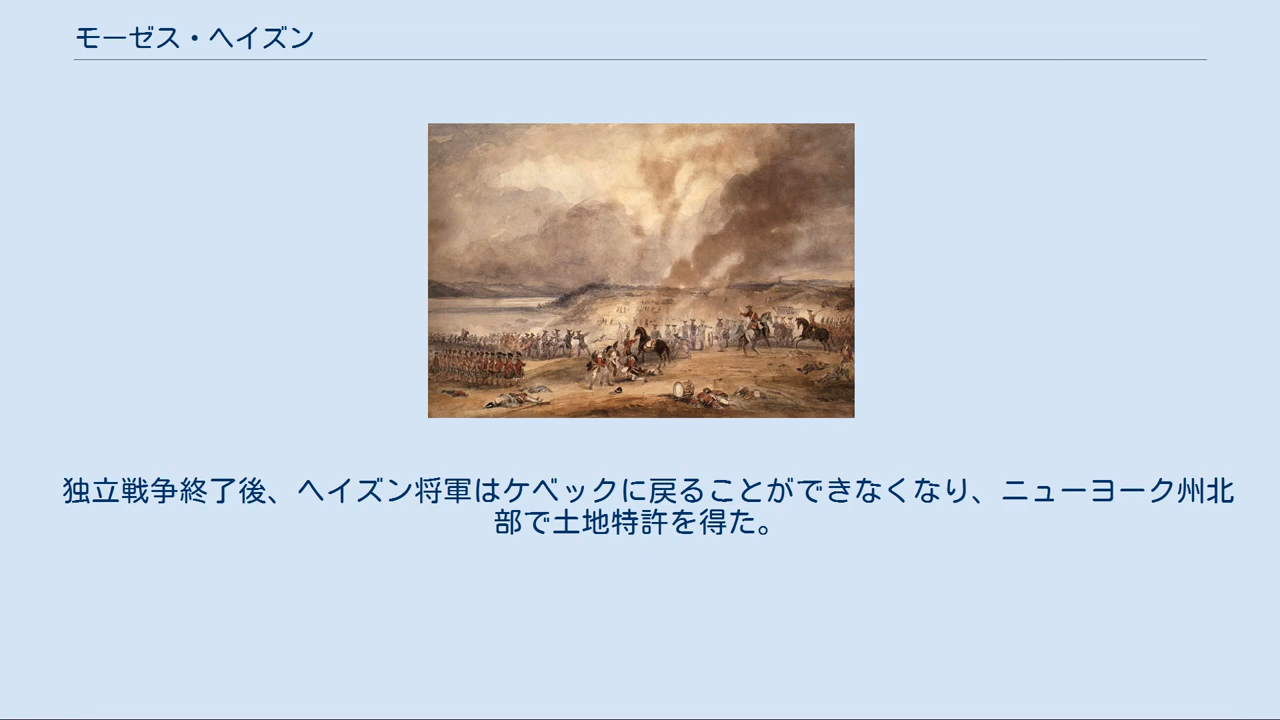 モーゼス・ヘイズン
独立戦争終了後、ヘイズン将軍はケベックに戻ることができなくなり、ニューヨーク州北
部で土地特許を得た。